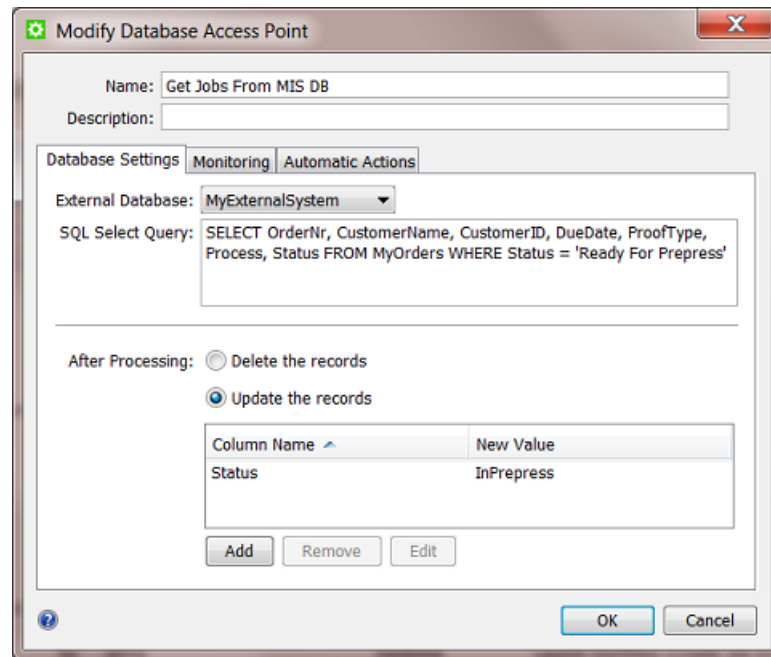 Modify Database Access Point
Name: Get Jobs From MIS DB
Description:
Database Settings Monitoring Automatic Actions
External Database: MyExternalSystem
SQL Select Query: SELECT OrderNr, CustomerName, CustomerID, DueDate, ProofType,
Process, Status FROM MyOrders WHERE Status = 'Ready For Prepress'
After Processing: Delete the records
Update the records
Column Name New Value
Status InPrepress
Add Remove Edit
? OK Cancel